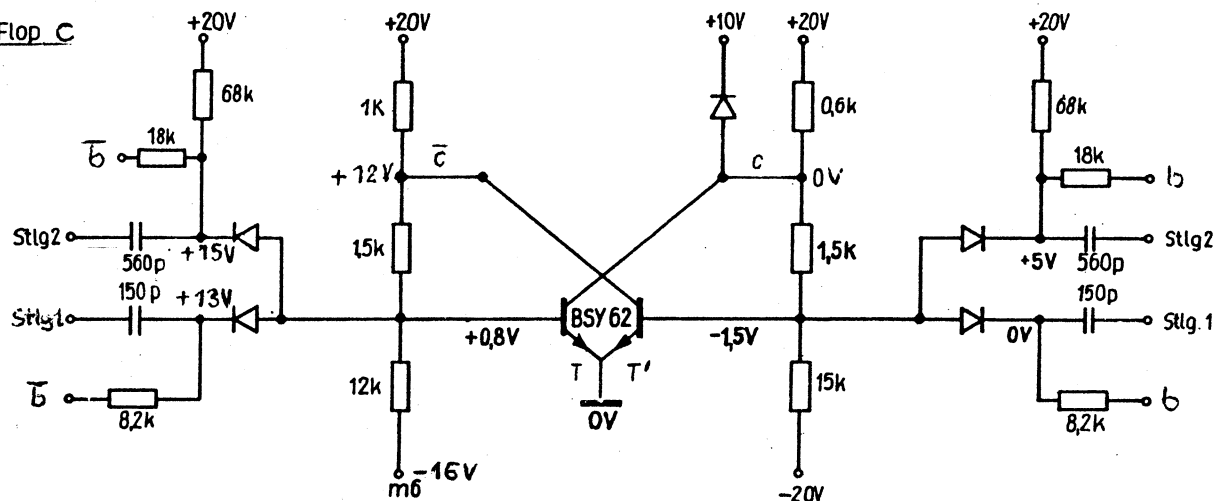 Flop C
+20V
+20V
+10V
+20V
+20V
68k
1K
0,6k
68k
b̅
18k
+12V
c̅
c
0V
18k
b
Stlg2
560p
+15V
1,5k
1,5k
+5V
560p
Stlg2
150p
+13V
Stlg1
+0,8V
BSY 62
-1,5V
0V
150p
Stlg.1
T
T'
b̅
8,2k
12k
0V
15k
8,2k
b
m6
-16V
-20V